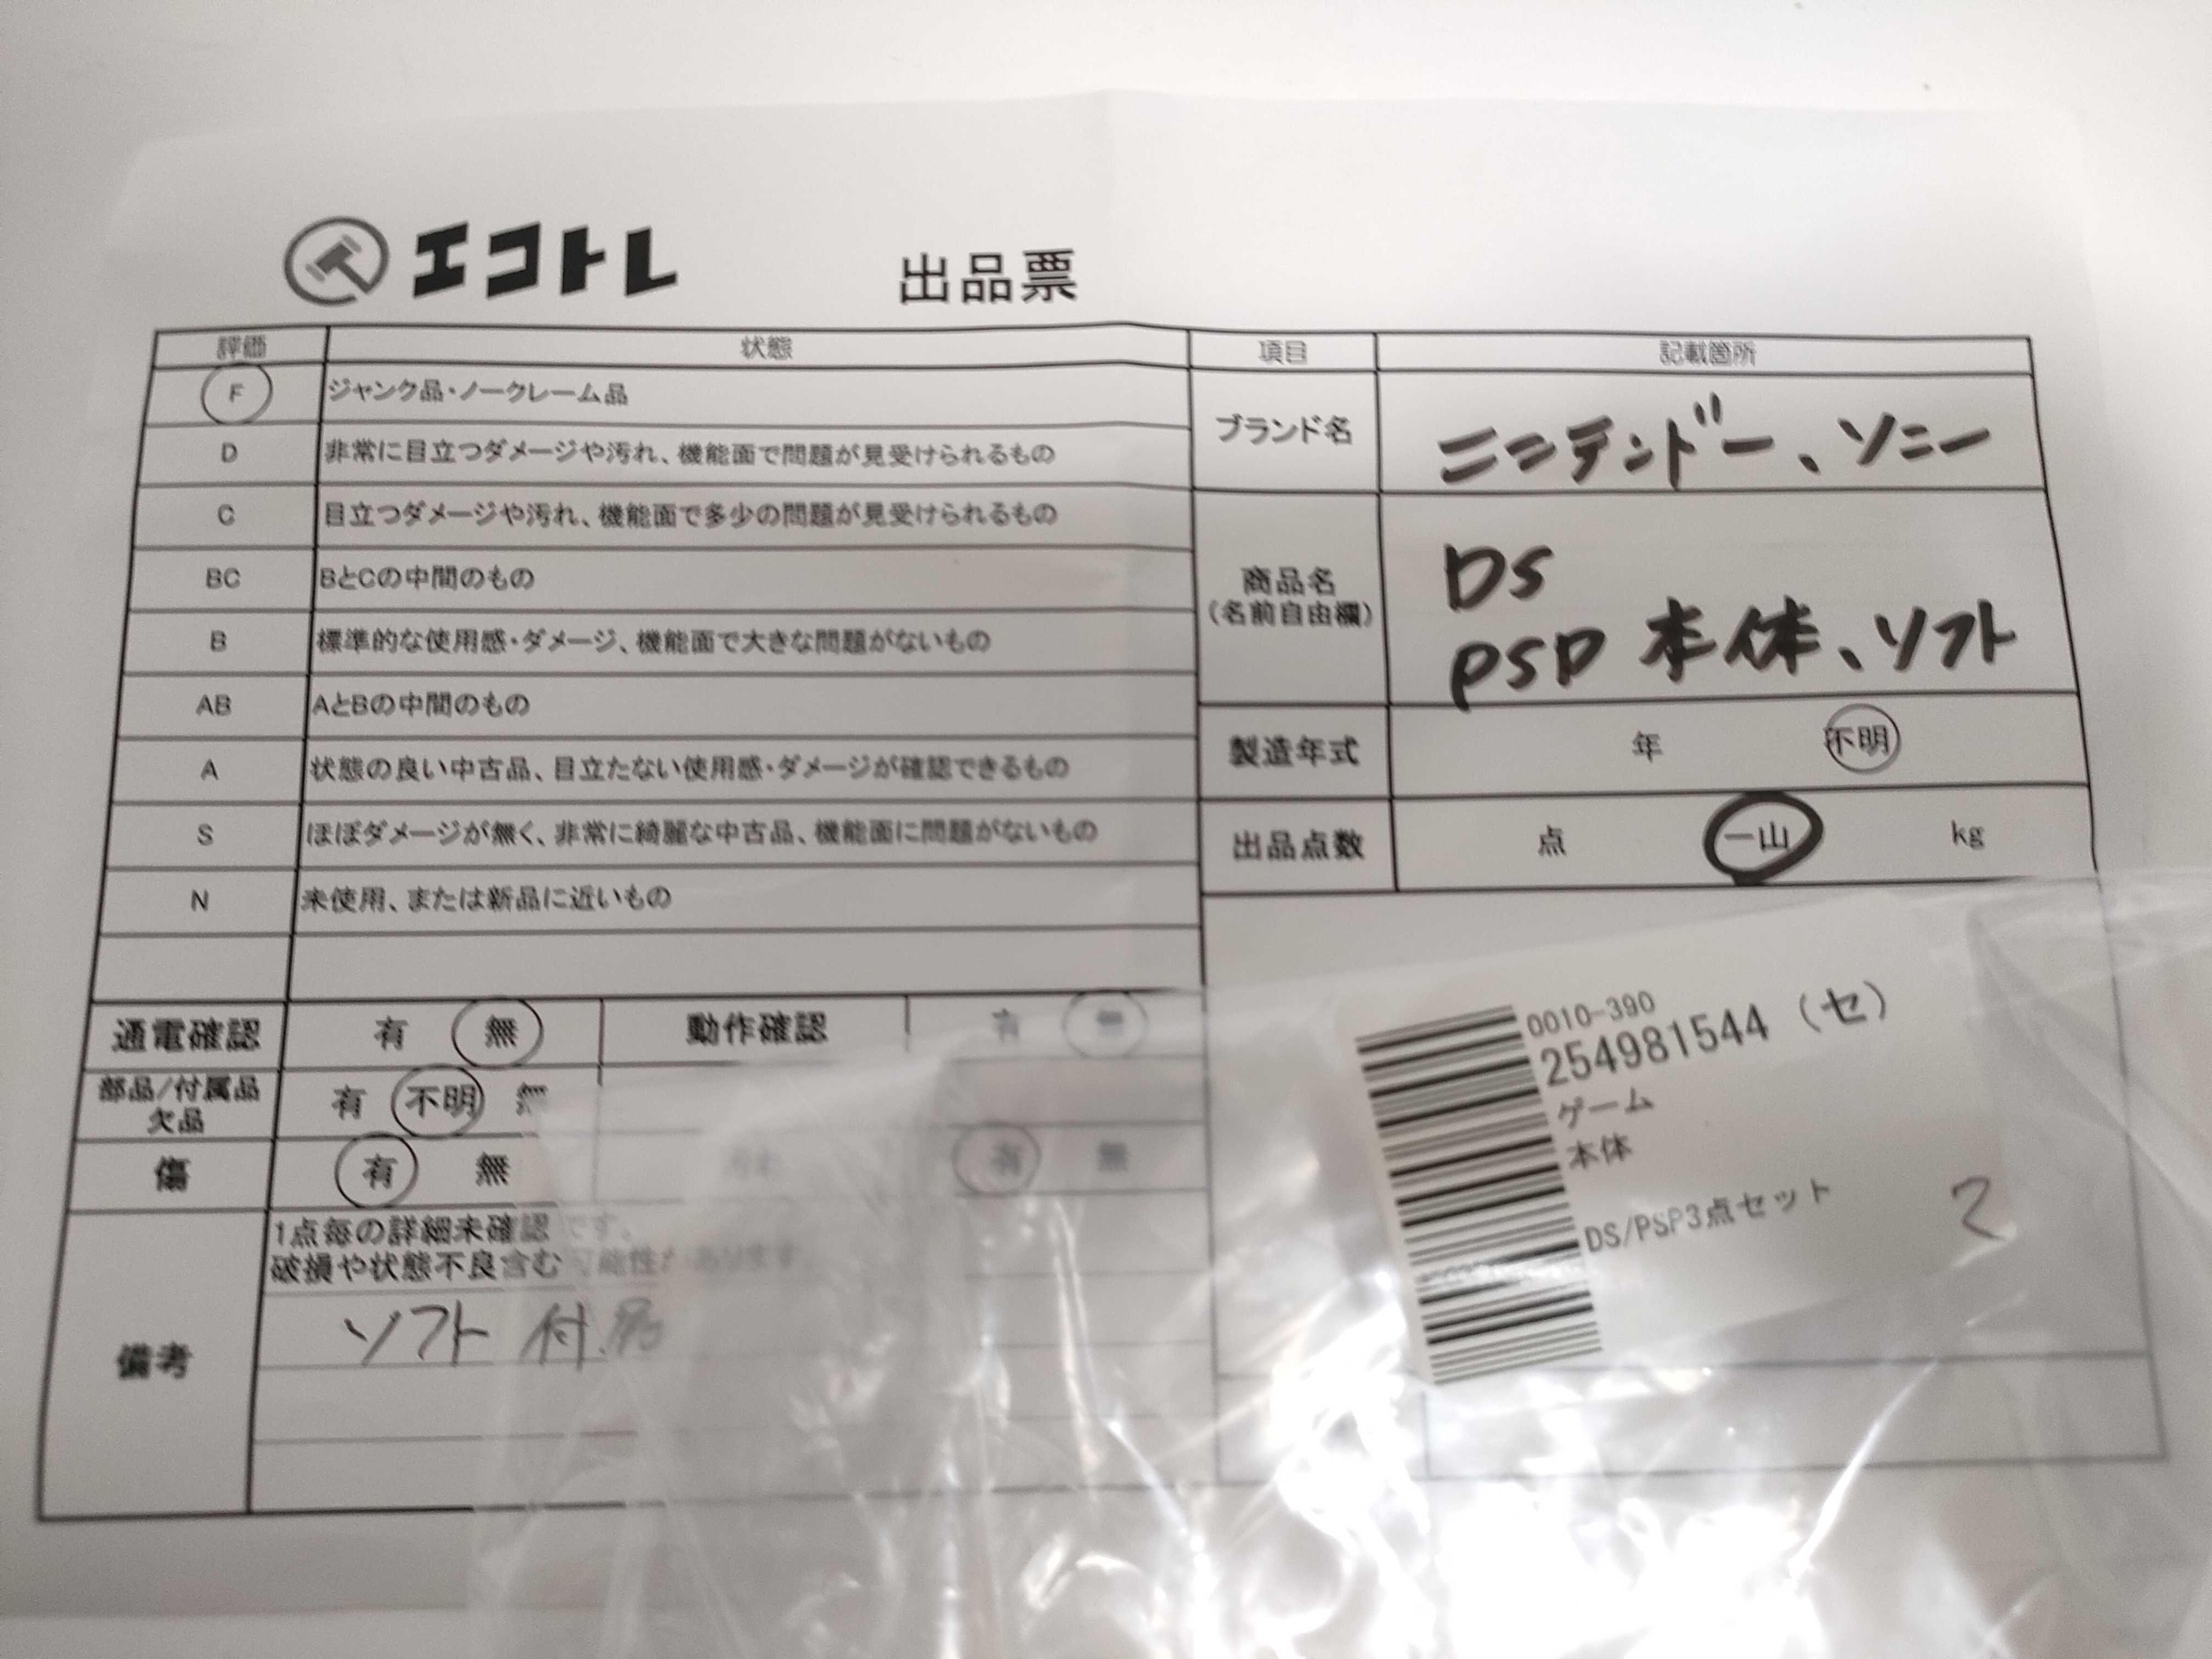 エコトレ
出品票
評価 状態 項目 記載箇所
F ジャンク品・ノークレーム品
D 非常に目立つダメージや汚れ、機能面で問題が見受けられるもの
C 目立つダメージや汚れ、機能面で多少の問題が見受けられるもの
BC BとCの中間のもの
B 標準的な使用感・ダメージ、機能面で大きな問題がないもの
AB AとBの中間のもの
A 状態の良い中古品、目立たない使用感・ダメージが確認できるもの
S ほぼダメージが無く、非常に綺麗な中古品、機能面に問題がないもの
N 未使用、または新品に近いもの
ブランド名 ニンテンドー、ソニー
商品名
(名前自由欄)
DS
PSP 本体、ソフト
製造年式 年 不明
出品点数 点 一山 kg
通電確認 有 無 動作確認 有 無
部品/付属品
欠品
有 不明 無
傷 有 無 有 無
備考
1点毎の詳細未確認です。
破損や状態不良含む可能性があります
ソフト 付属
0010-390
254981544 (セ)
ゲーム
本体
DS/PSP3点セット
2